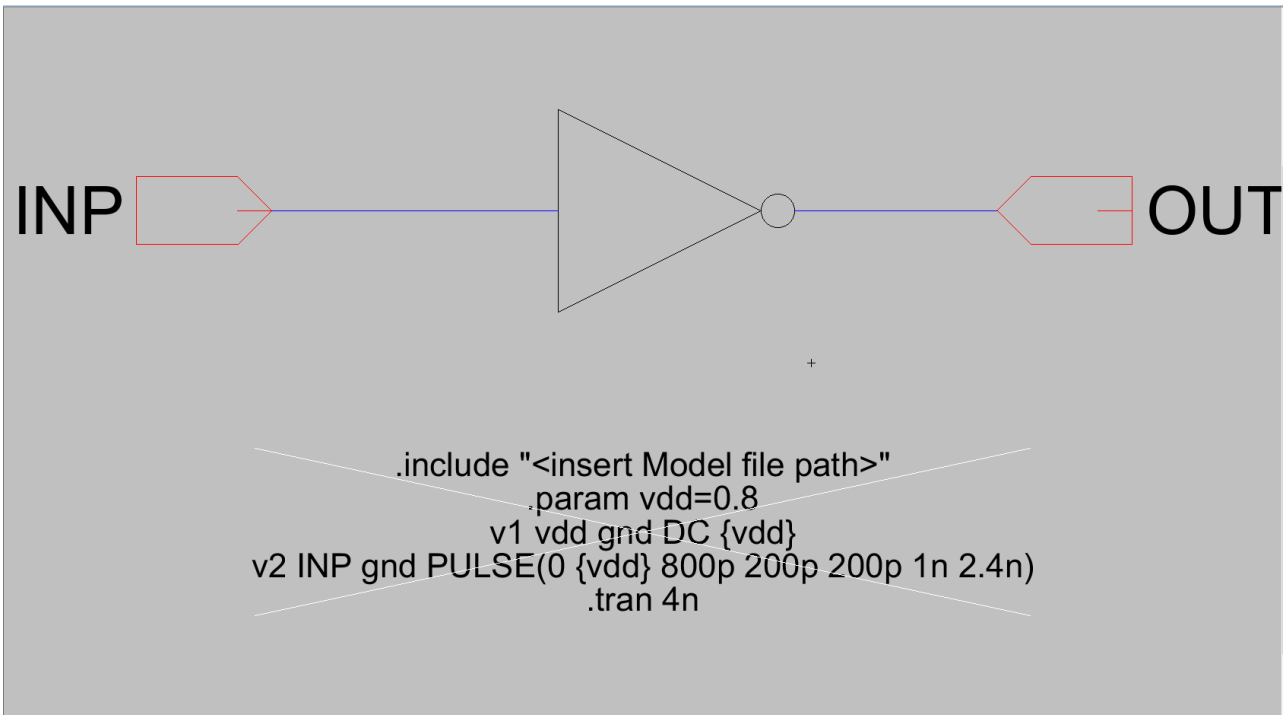 INP
OUT
.include "<insert Model file path>"
.param vdd=0.8
v1 vdd gnd DC {vdd}
v2 INP gnd PULSE(0 {vdd} 800p 200p 200p 1n 2.4n)
.tran 4n